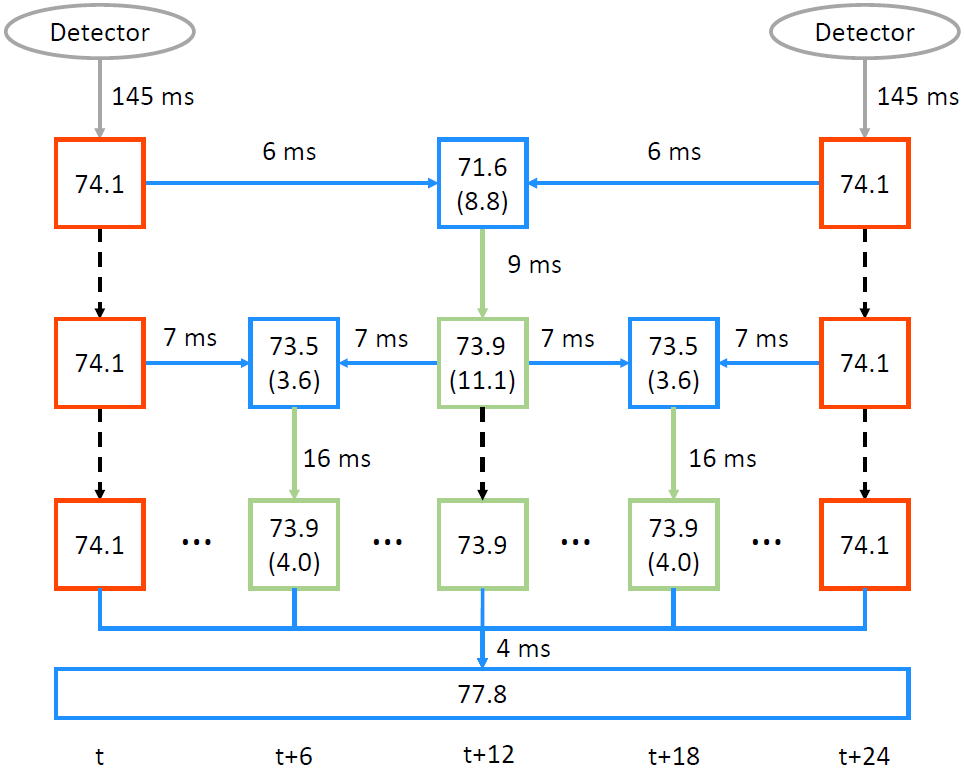 Detector Detector
145 ms 145 ms
6 ms 6 ms
74.1 71.6 74.1
(8.8)
9 ms
7 ms 7 ms 7 ms 7 ms
74.1 73.5 73.9 73.5 74.1
(3.6) (11.1) (3.6)
16 ms 16 ms
74.1 ... 73.9 ... 73.9 ... 73.9 ... 74.1
(4.0) (4.0)
4 ms
77.8
t t+6 t+12 t+18 t+24